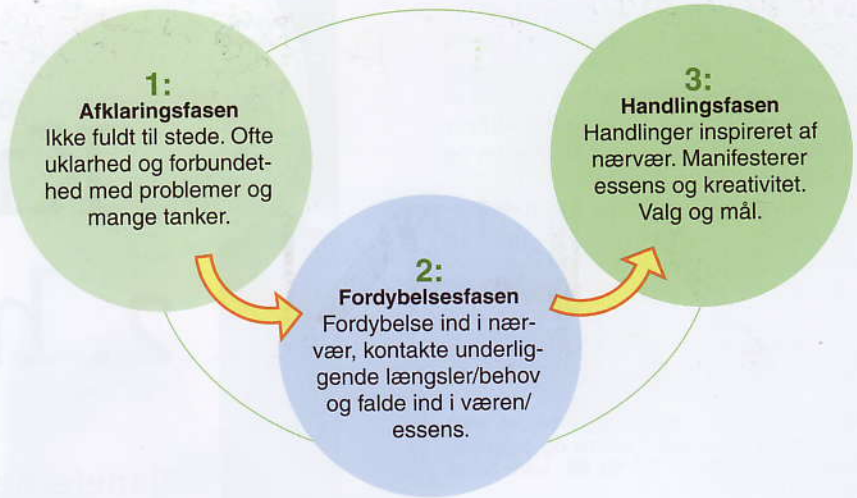 1:
Afklaringsfasen
Ikke fuldt til stede. Ofte
uklarhed og forbundet-
hed med problemer og
mange tanker.
2:
Fordybelsesfasen
Fordybelse ind i nær-
vær, kontakte underlig-
gende længsler/behov
og falde ind i væren/
essens.
3:
Handlingsfasen
Handlinger inspireret af
nærvær. Manifesterer
essens og kreativitet.
Valg og mål.